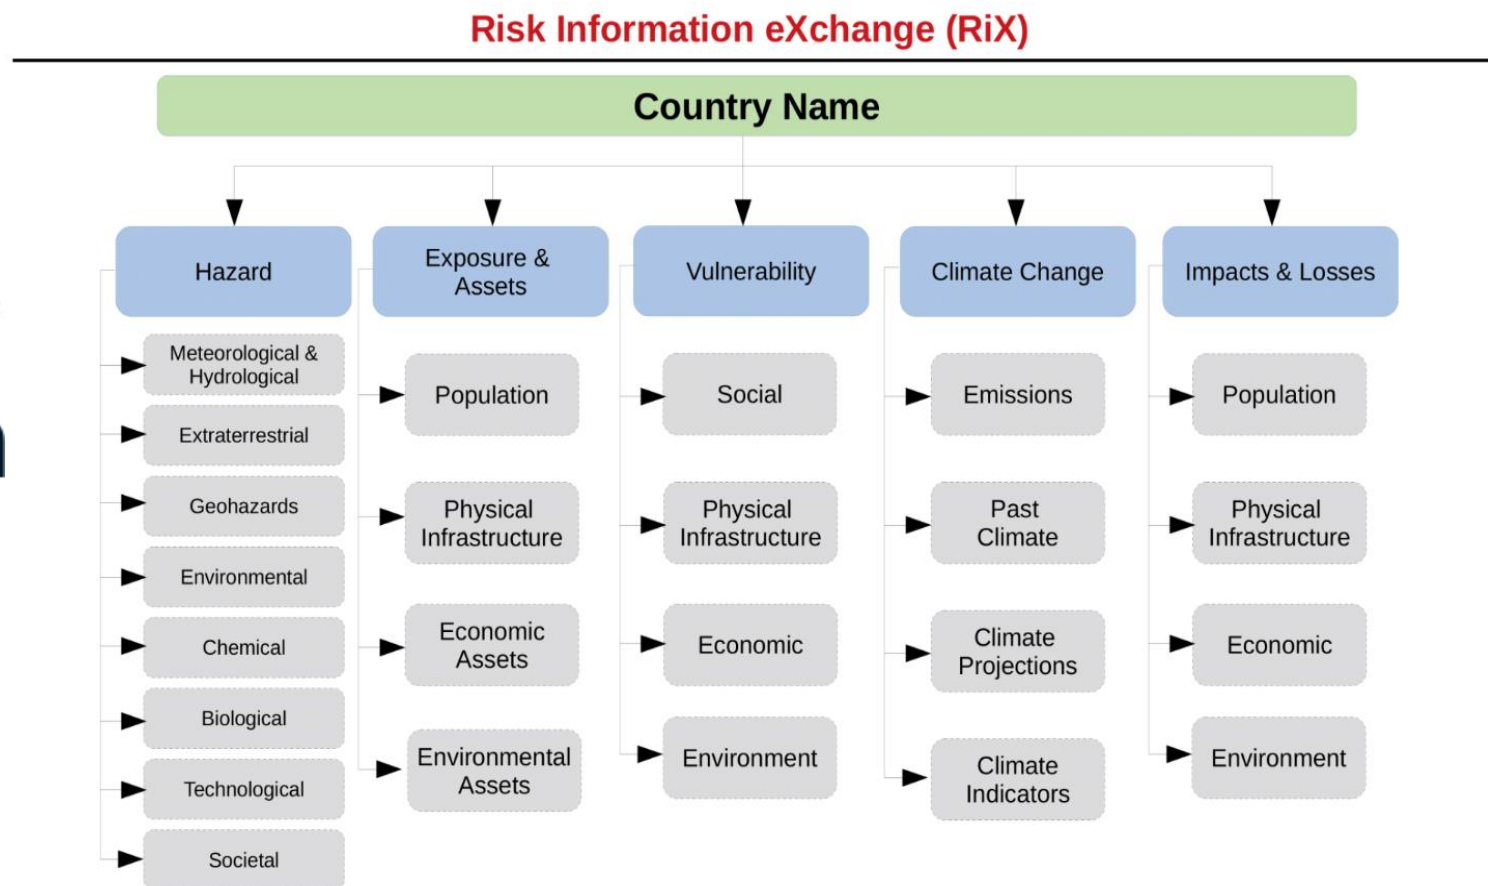 Risk Information eXchange (RiX)
Country Name
Hazard
Meteorological &
Hydrological
Extraterrestrial
Geohazards
Environmental
Chemical
Biological
Technological
Societal
Exposure &
Assets
Population
Physical
Infrastructure
Economic
Assets
Environmental
Assets
Vulnerability
Social
Physical
Infrastructure
Economic
Environment
Climate Change
Emissions
Past
Climate
Climate
Projections
Climate
Indicators
Impacts & Losses
Population
Physical
Infrastructure
Economic
Environment